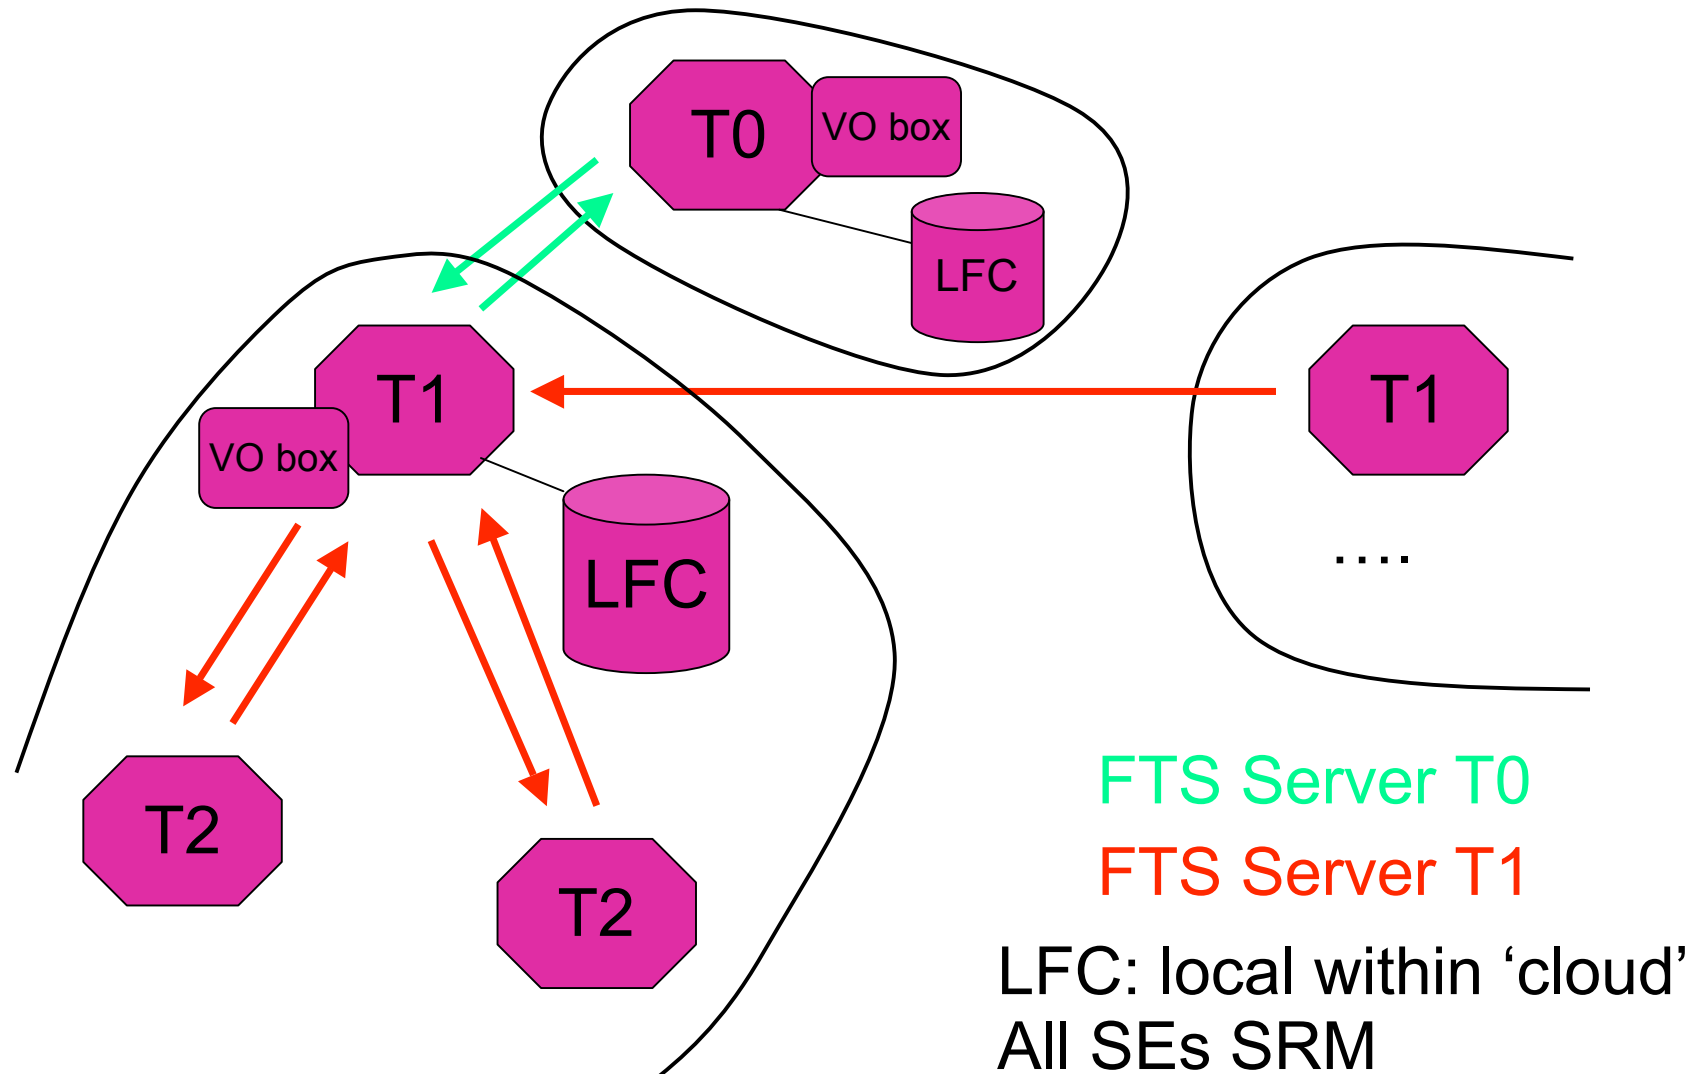 T0
VO box
LFC
T1
VO box
LFC
T1
....
T2
T2
FTS Server T0
FTS Server T1
LFC: local within ‘cloud’
All SEs SRM